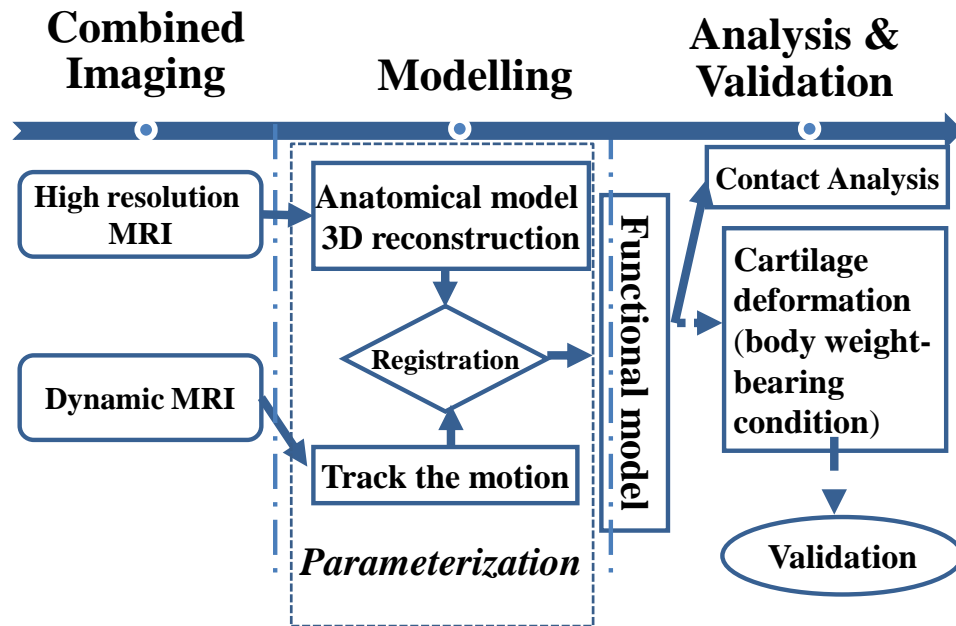 Combined
Imaging
Modelling
Analysis &
Validation
High resolution
MRI
Dynamic MRI
Anatomical model
3D reconstruction
Registration
Track the motion
Parameterization
Functional model
Contact Analysis
Cartilage
deformation
(body weight-
bearing
condition)
Validation